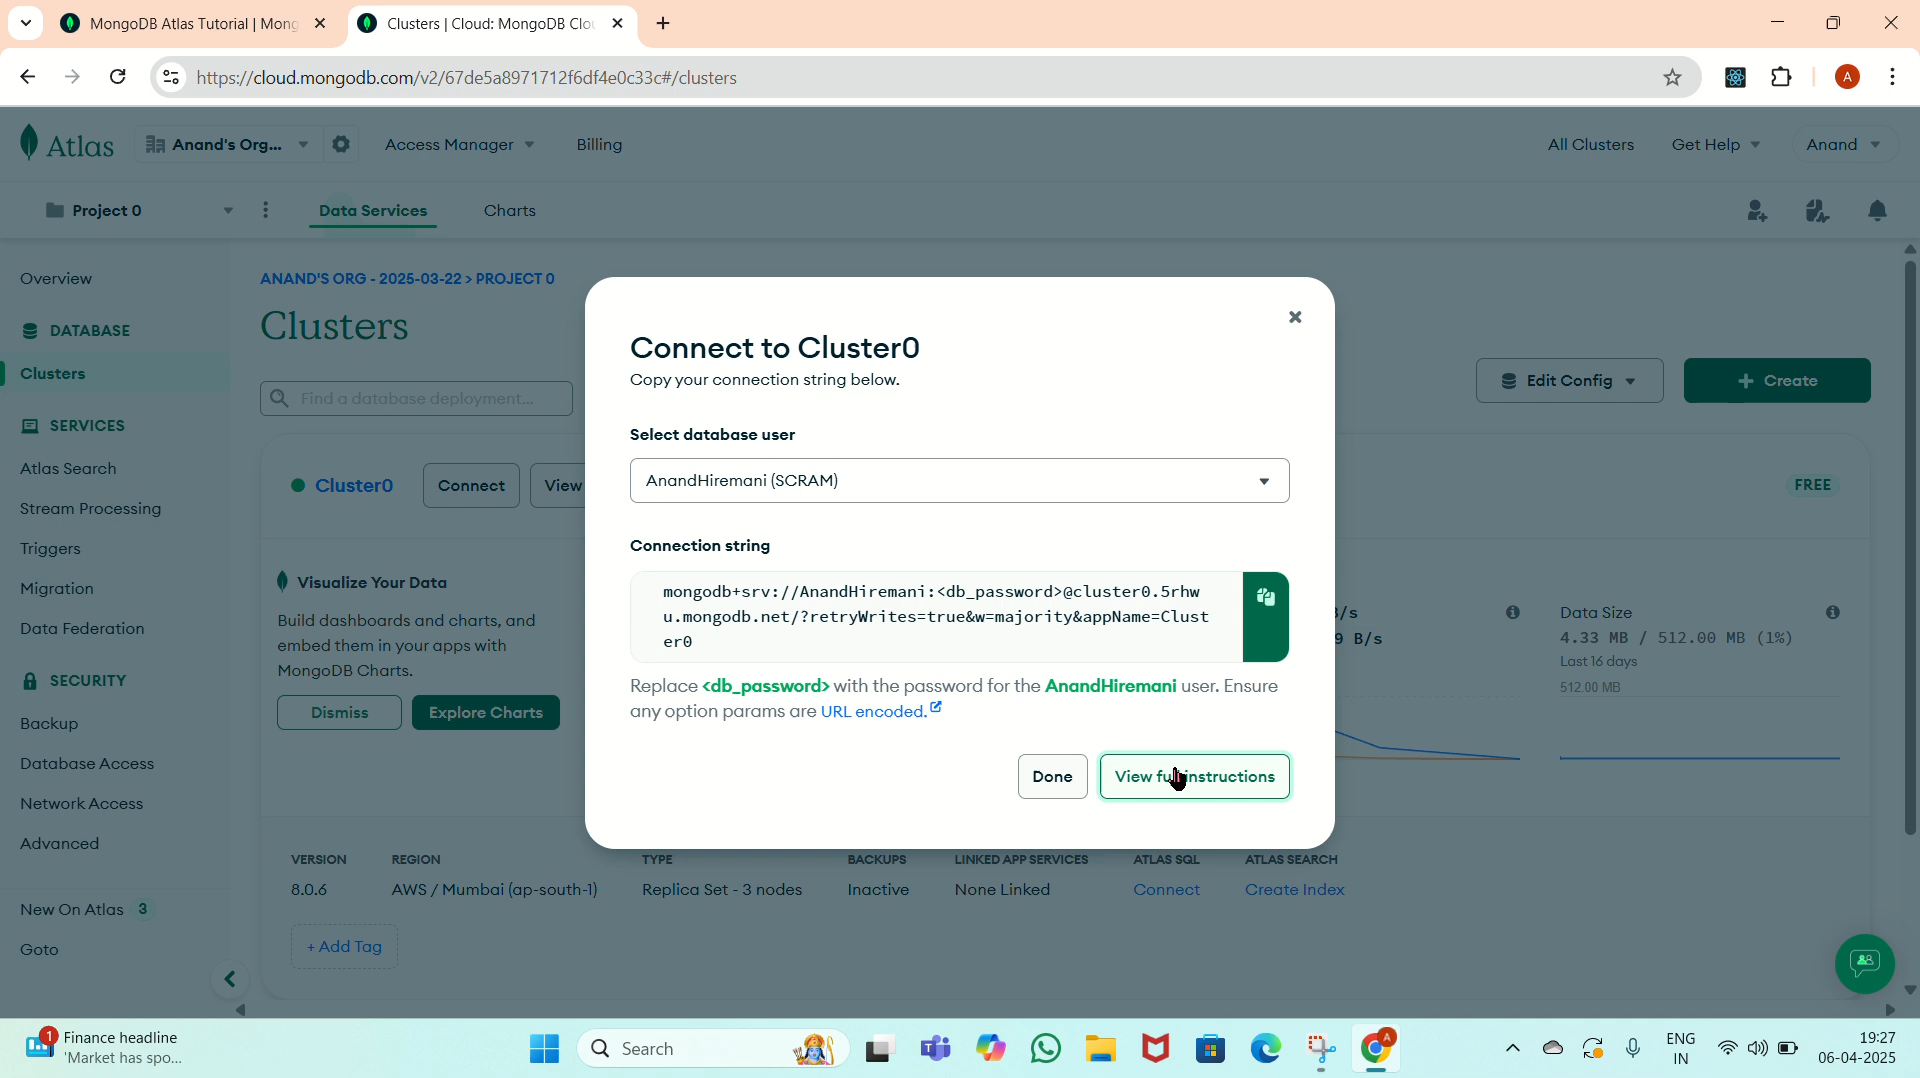 MongoDB Atlas Tutorial | Mong
Clusters | Cloud: MongoDB Clou
https://cloud.mongodb.com/v2/67de5a8971712f6df4e0c33c#/clusters
A
Atlas
Anand's Org...
Access Manager
Billing
All Clusters
Get Help
Anand
Project 0
Data Services
Charts
Overview
DATABASE
Clusters
SERVICES
Atlas Search
Stream Processing
Triggers
Migration
Data Federation
SECURITY
Backup
Database Access
Network Access
Advanced
New On Atlas 3
Goto
ANAND'S ORG - 2025-03-22 > PROJECT 0
Clusters
Find a database deployment...
Edit Config
+ Create
Cluster0
Connect
View
FREE
Visualize Your Data
Build dashboards and charts, and
embed them in your apps with
MongoDB Charts.
Dismiss
Explore Charts
Connect to Cluster0
Copy your connection string below.
Select database user
AnandHiremani (SCRAM)
Connection string
mongodb+srv://AnandHiremani:<db_password>@cluster0.5rhw
u.mongodb.net/?retryWrites=true&w=majority&appName=Clust
er0
Replace <db_password> with the password for the AnandHiremani user. Ensure
any option params are URL encoded.
Done
View full instructions
B/s
9 B/s
Data Size
4.33 MB / 512.00 MB (1%)
Last 16 days
512.00 MB
VERSION
REGION
TYPE
BACKUPS
LINKED APP SERVICES
ATLAS SQL
ATLAS SEARCH
8.0.6
AWS / Mumbai (ap-south-1)
Replica Set - 3 nodes
Inactive
None Linked
Connect
Create Index
+ Add Tag
1
Finance headline
'Market has spo...
Search
A
ENG
IN
19:27
06-04-2025